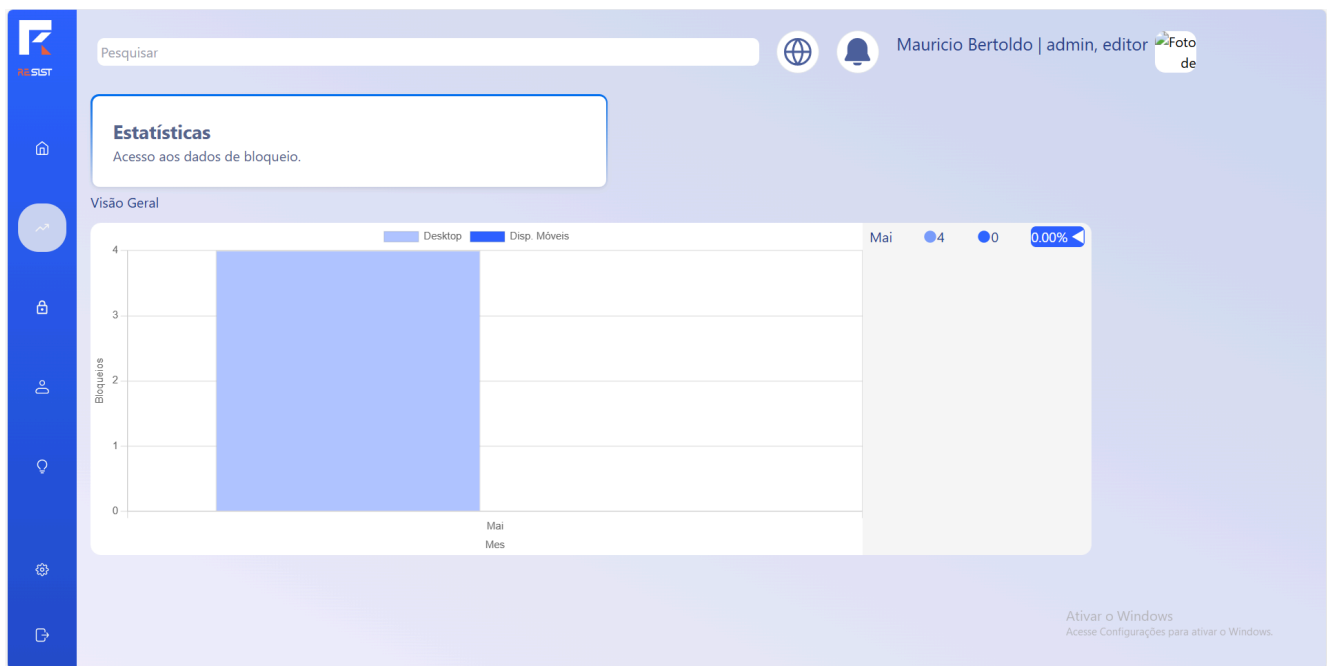 RE:SIST
Pesquisar
Mauricio Bertoldo | admin, editor
Foto
de
Estatísticas
Acesso aos dados de bloqueio.
Visão Geral
Desktop
Disp. Móveis
Mai
4
0
0.00%
4
3
2
1
0
Bloqueios
Mai
Mes
Ativar o Windows
Acesse Configurações para ativar o Windows.